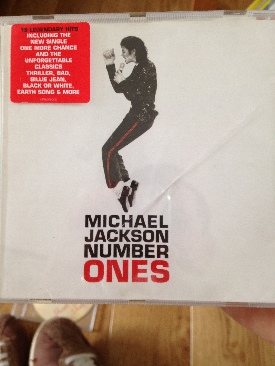 18 LEGENDARY HITS
INCLUDING THE
NEW SINGLE
ONE MORE CHANCE
AND THE
UNFORGETTABLE
CLASSICS
THRILLER, BAD,
BILLIE JEAN,
BLACK OR WHITE,
EARTH SONG & MORE
MICHAEL
JACKSON
NUMBER
ONES